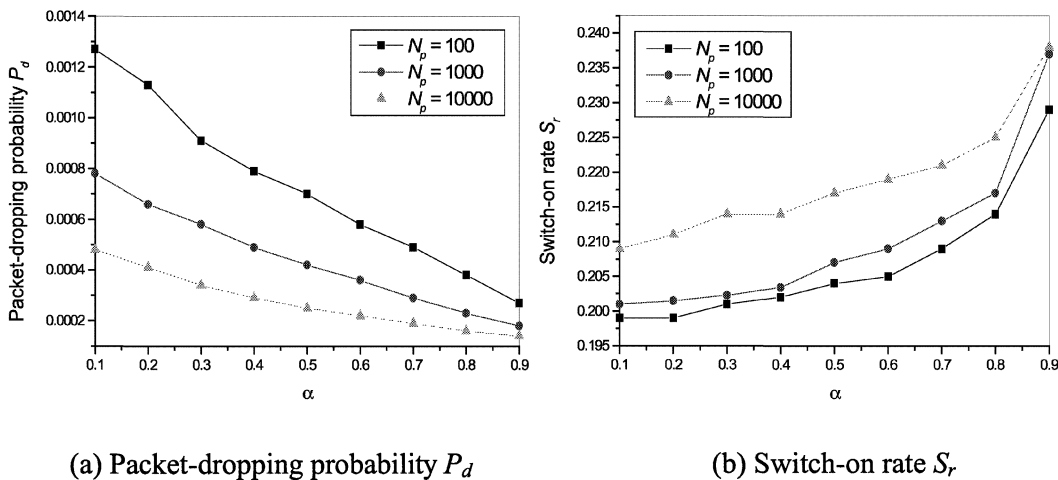 Packet-dropping probability P_d
0.0014
0.0012
0.0010
0.0008
0.0006
0.0004
0.0002
N_p = 100
N_p = 1000
N_p = 10000
0.1 0.2 0.3 0.4 0.5 0.6 0.7 0.8 0.9
α
Switch-on rate S_r
0.240
0.235
0.230
0.225
0.220
0.215
0.210
0.205
0.200
0.195
N_p = 100
N_p = 1000
N_p = 10000
0.1 0.2 0.3 0.4 0.5 0.6 0.7 0.8 0.9
α
(a) Packet-dropping probability P_d
(b) Switch-on rate S_r